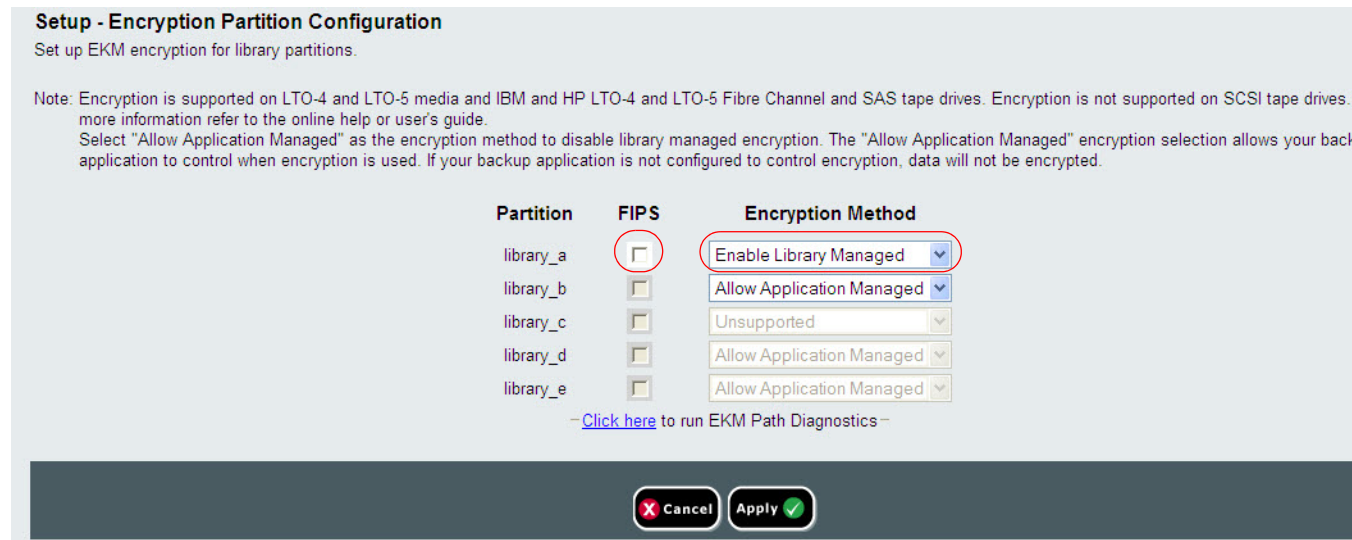 Setup - Encryption Partition Configuration
Set up EKM encryption for library partitions.
Note: Encryption is supported on LTO-4 and LTO-5 media and IBM and HP LTO-4 and LTO-5 Fibre Channel and SAS tape drives. Encryption is not supported on SCSI tape drives.
more information refer to the online help or user's guide.
Select "Allow Application Managed" as the encryption method to disable library managed encryption. The "Allow Application Managed" encryption selection allows your back
application to control when encryption is used. If your backup application is not configured to control encryption, data will not be encrypted.
Partition FIPS Encryption Method
library_a Enable Library Managed
library_b Allow Application Managed
library_c Unsupported
library_d Allow Application Managed
library_e Allow Application Managed
–Click here to run EKM Path Diagnostics–
X Cancel Apply